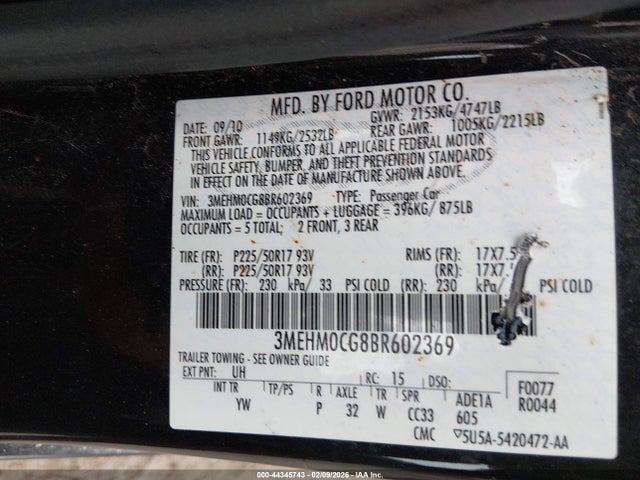 MFD. BY FORD MOTOR CO.
DATE: 09/10 GVWR: 2153KG/4747LB
FRONT GAWR: 1149KG/2532LB REAR GAWR: 1005KG/2215LB
THIS VEHICLE CONFORMS TO ALL APPLICABLE FEDERAL MOTOR
VEHICLE SAFETY, BUMPER, AND THEFT PREVENTION STANDARDS
IN EFFECT ON THE DATE OF MANUFACTURE SHOWN ABOVE.
VIN: 3MEHM0CG8BR602369 TYPE: Passenger Car
MAXIMUM LOAD = OCCUPANTS + LUGGAGE = 396KG/ 875LB
OCCUPANTS = 5 TOTAL; 2 FRONT, 3 REAR
TIRE (FR): P225/50R17 93V RIMS (FR): 17X7.5
(RR): P225/50R17 93V (RR): 17X7.
PRESSURE (FR): 230 kPa/ 33 PSI COLD (RR): 230 kPa/ PSI COLD
3MEHM0CG8BR602369
TRAILER TOWING - SEE OWNER GUIDE
EXT PNT: UH RC: 15 DSO: F0077
INT TR TP/PS R AXLE TR SPR ADE1A R0044
YW P 32 W CC33 605
CMC ▽5U5A-5420472-AA
000-44345743 - 02/09/2026 - IAAI CORPORATE